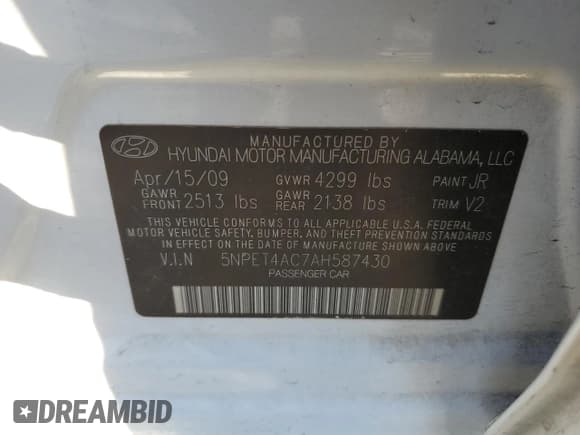 MANUFACTURED BY
HYUNDAI MOTOR MANUFACTURING ALABAMA, LLC
Apr/15/09 GVWR 4299 lbs PAINT JR
GAWR FRONT 2513 lbs GAWR REAR 2138 lbs TRIM V2
THIS VEHICLE CONFORMS TO ALL APPLICABLE U.S.A. FEDERAL
MOTOR VEHICLE SAFETY, BUMPER, AND THEFT PREVENTION STANDARDS
IN EFFECT ON THE DATE OF MANUFACTURE SHOWN ABOVE
V.I.N 5NPET4AC7AH587430
PASSENGER CAR
DREAMBID